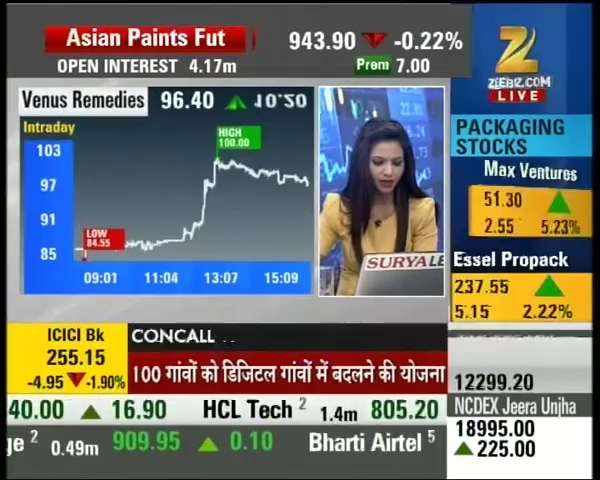 Asian Paints Fut
943.90 -0.22%
OPEN INTEREST 4.17m
Prem 7.00
ZEEBIZ.COM
LIVE
Venus Remedies 96.40 10.20
Intraday
HIGH
100.00
103
97
91
85
LOW
84.55
09:01 11:04 13:07 15:09
SURYALE
PACKAGING
STOCKS
Max Ventures
51.30
2.55 5.23%
Essel Propack
237.55
5.15 2.22%
ICICI Bk
255.15
-4.95 -1.90%
CONCALL ..
100 गांवों को डिजिटल गांवों में बदलने की योजना
12299.20
NCDEX Jeera Unjha
18995.00
225.00
40.00 16.90 HCL Tech 2 1.4m 805.20
ge 2 0.49m 909.95 0.10 Bharti Airtel 5